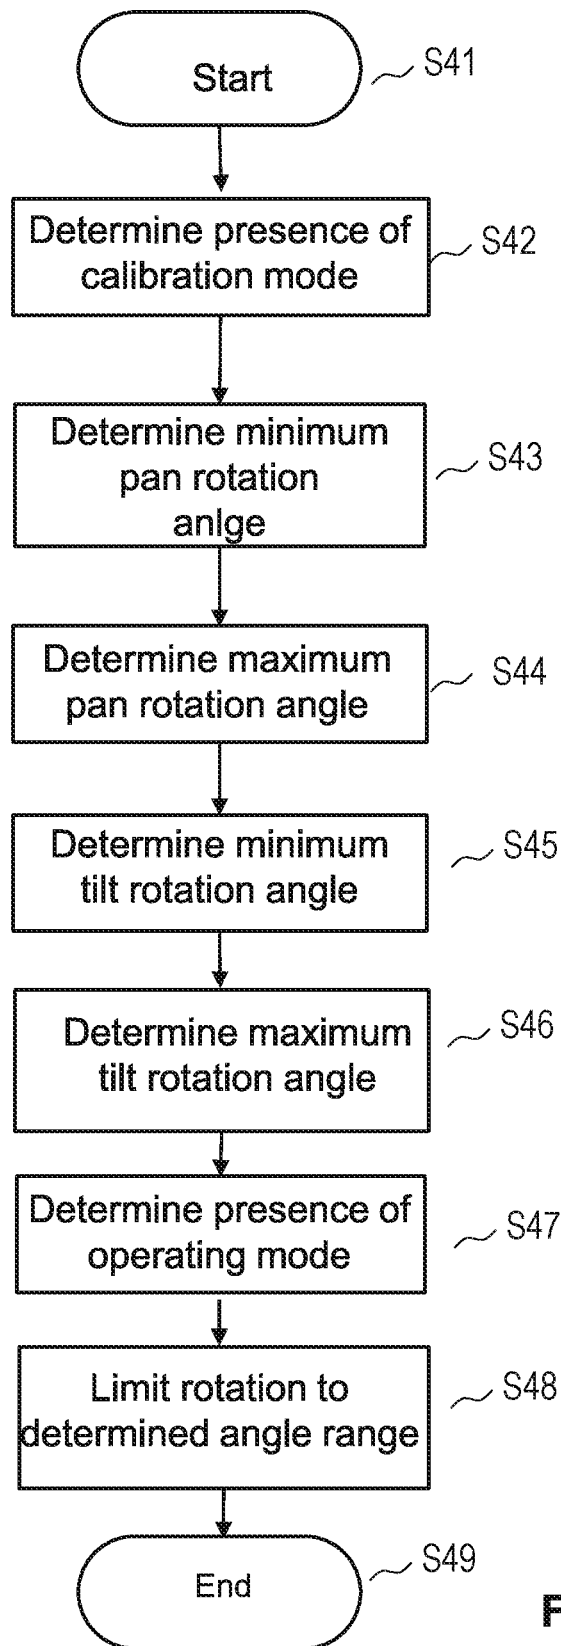 Start
S41
Determine presence of
calibration mode
S42
Determine minimum
pan rotation
anlge
S43
Determine maximum
pan rotation angle
S44
Determine minimum
tilt rotation angle
S45
Determine maximum
tilt rotation angle
S46
Determine presence of
operating mode
S47
Limit rotation to
determined angle range
S48
End
S49
F